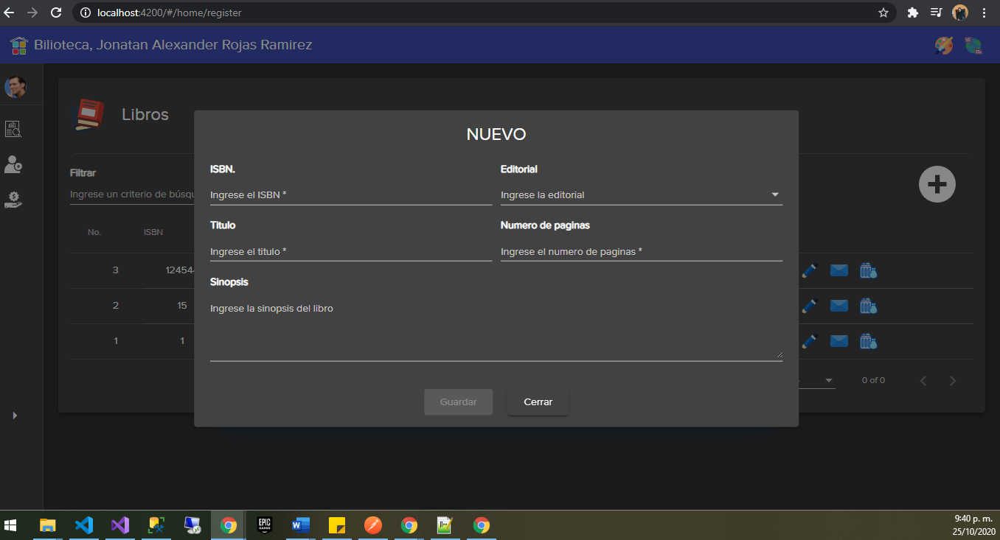 localhost:4200/#/home/register
Bilioteca, Jonatan Alexander Rojas Ramirez
Libros
NUEVO
Filtrar
Ingrese un criterio de búsqu
ISBN.
Editorial
Ingrese el ISBN *
Ingrese la editorial
Titulo
Numero de paginas
Ingrese el titulo *
Ingrese el numero de paginas *
Sinopsis
Ingrese la sinopsis del libro
Guardar
Cerrar
No.
ISBN
3
12454
2
15
1
1
0 of 0
EPIC
GAMES
9:40 p. m.
25/10/2020